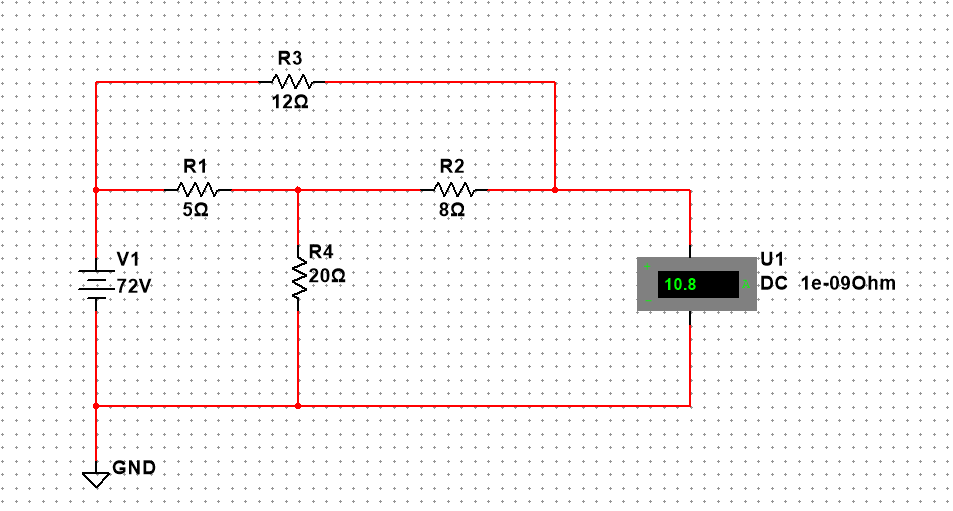 R3
12Ω
R1
5Ω
R2
8Ω
R4
20Ω
V1
72V
U1
10.8 A
DC 1e-09Ohm
GND